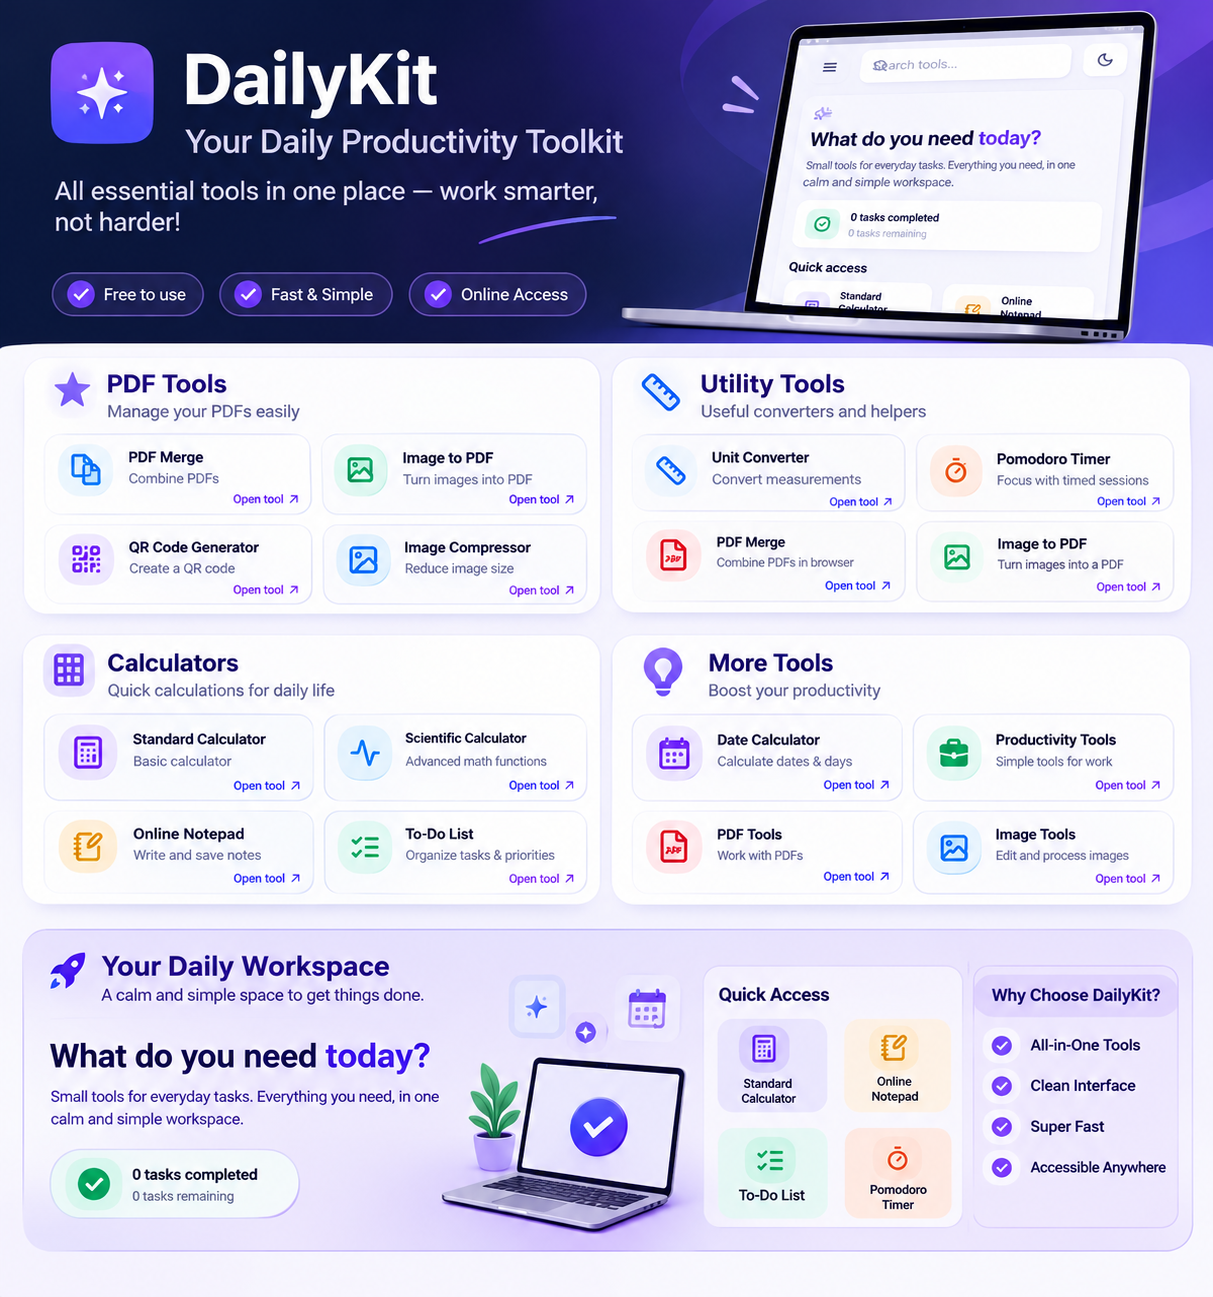 DailyKit
Your Daily Productivity Toolkit
All essential tools in one place — work smarter,
not harder!
Free to use
Fast & Simple
Online Access
Search tools...
What do you need today?
Small tools for everyday tasks. Everything you need, in one
calm and simple workspace.
0 tasks completed
0 tasks remaining
Quick access
Standard
Calculator
Online
Notepad
PDF Tools
Manage your PDFs easily
PDF Merge
Combine PDFs
Open tool
Image to PDF
Turn images into PDF
Open tool
QR Code Generator
Create a QR code
Open tool
Image Compressor
Reduce image size
Open tool
Utility Tools
Useful converters and helpers
Unit Converter
Convert measurements
Open tool
Pomodoro Timer
Focus with timed sessions
Open tool
PDF Merge
Combine PDFs in browser
Open tool
Image to PDF
Turn images into a PDF
Open tool
Calculators
Quick calculations for daily life
Standard Calculator
Basic calculator
Open tool
Scientific Calculator
Advanced math functions
Open tool
Online Notepad
Write and save notes
Open tool
To-Do List
Organize tasks & priorities
Open tool
More Tools
Boost your productivity
Date Calculator
Calculate dates & days
Open tool
Productivity Tools
Simple tools for work
Open tool
PDF Tools
Work with PDFs
Open tool
Image Tools
Edit and process images
Open tool
Your Daily Workspace
A calm and simple space to get things done.
What do you need today?
Small tools for everyday tasks. Everything you need, in one
calm and simple workspace.
0 tasks completed
0 tasks remaining
Quick Access
Standard
Calculator
Online
Notepad
To-Do List
Pomodoro
Timer
Why Choose DailyKit?
All-in-One Tools
Clean Interface
Super Fast
Accessible Anywhere